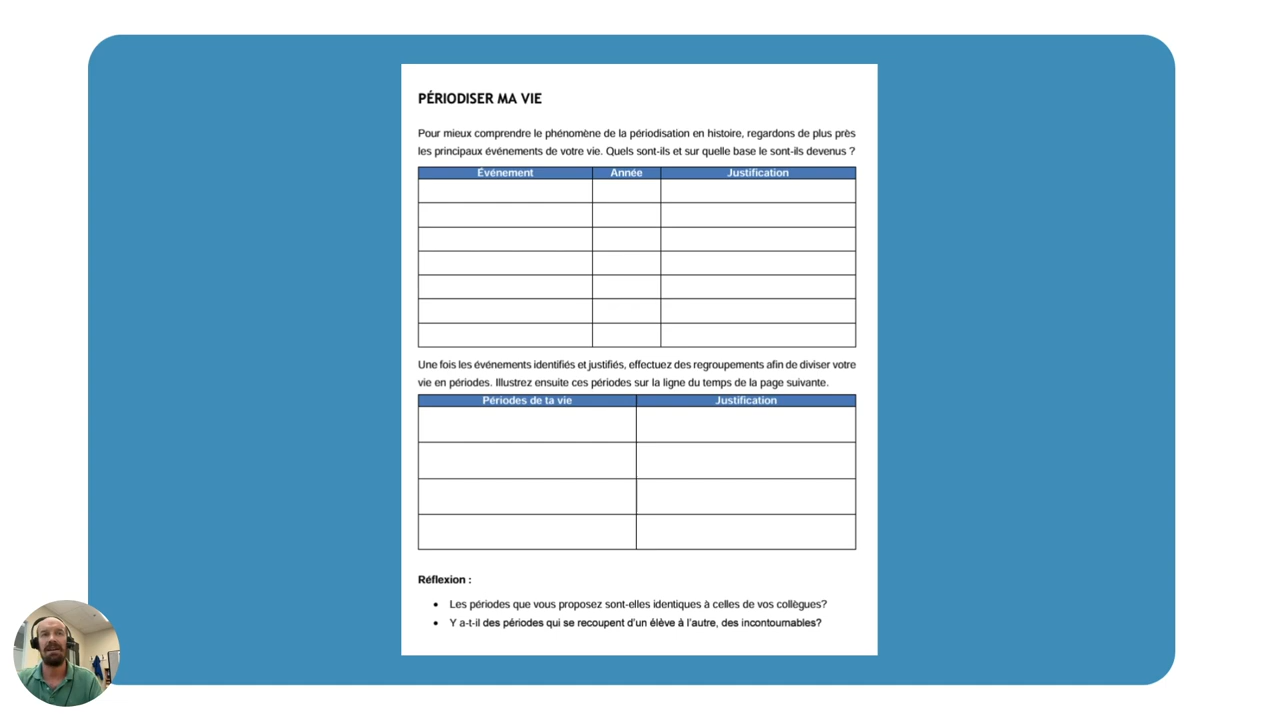 PÉRIODISER MA VIE
Pour mieux comprendre le phénomène de la périodisation en histoire, regardons de plus près
les principaux événements de votre vie. Quels sont-ils et sur quelle base le sont-ils devenus ?
Événement Année Justification
Une fois les événements identifiés et justifiés, effectuez des regroupements afin de diviser votre
vie en périodes. Illustrez ensuite ces périodes sur la ligne du temps de la page suivante.
Périodes de ta vie Justification
Réflexion :
• Les périodes que vous proposez sont-elles identiques à celles de vos collègues?
• Y a-t-il des périodes qui se recoupent d'un élève à l'autre, des incontournables?